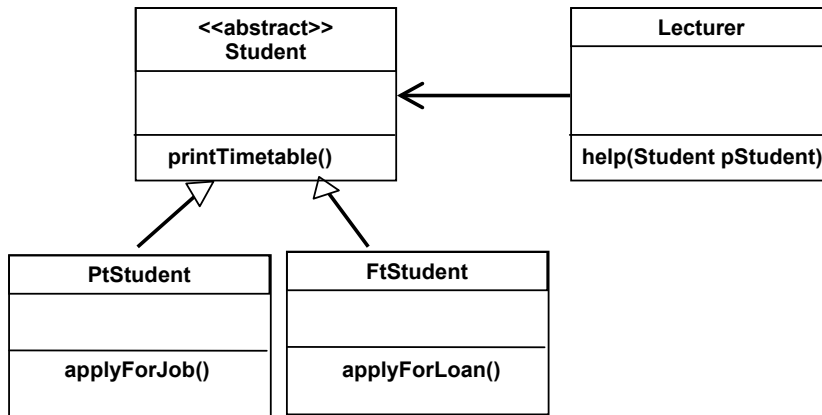 <<abstract>>
Student
printTimetable()
Lecturer
help(Student pStudent)
PtStudent
applyForJob()
FtStudent
applyForLoan()